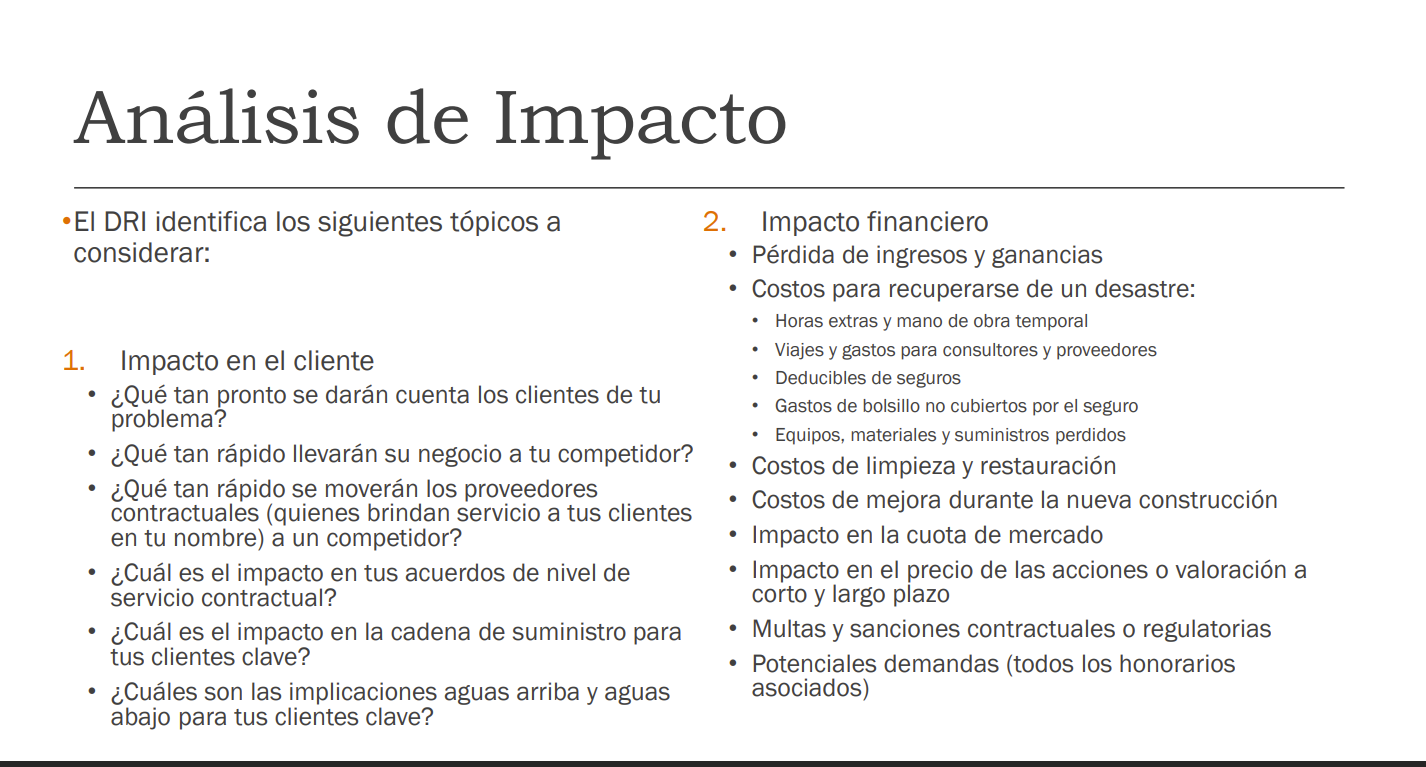 Análisis de Impacto
•El DRI identifica los siguientes tópicos a
considerar:
1. Impacto en el cliente
• ¿Qué tan pronto se darán cuenta los clientes de tu
problema?
• ¿Qué tan rápido llevarán su negocio a tu competidor?
• ¿Qué tan rápido se moverán los proveedores
contractuales (quienes brindan servicio a tus clientes
en tu nombre) a un competidor?
• ¿Cuál es el impacto en tus acuerdos de nivel de
servicio contractual?
• ¿Cuál es el impacto en la cadena de suministro para
tus clientes clave?
• ¿Cuáles son las implicaciones aguas arriba y aguas
abajo para tus clientes clave?
2. Impacto financiero
• Pérdida de ingresos y ganancias
• Costos para recuperarse de un desastre:
• Horas extras y mano de obra temporal
• Viajes y gastos para consultores y proveedores
• Deducibles de seguros
• Gastos de bolsillo no cubiertos por el seguro
• Equipos, materiales y suministros perdidos
• Costos de limpieza y restauración
• Costos de mejora durante la nueva construcción
• Impacto en la cuota de mercado
• Impacto en el precio de las acciones o valoración a
corto y largo plazo
• Multas y sanciones contractuales o regulatorias
• Potenciales demandas (todos los honorarios
asociados)